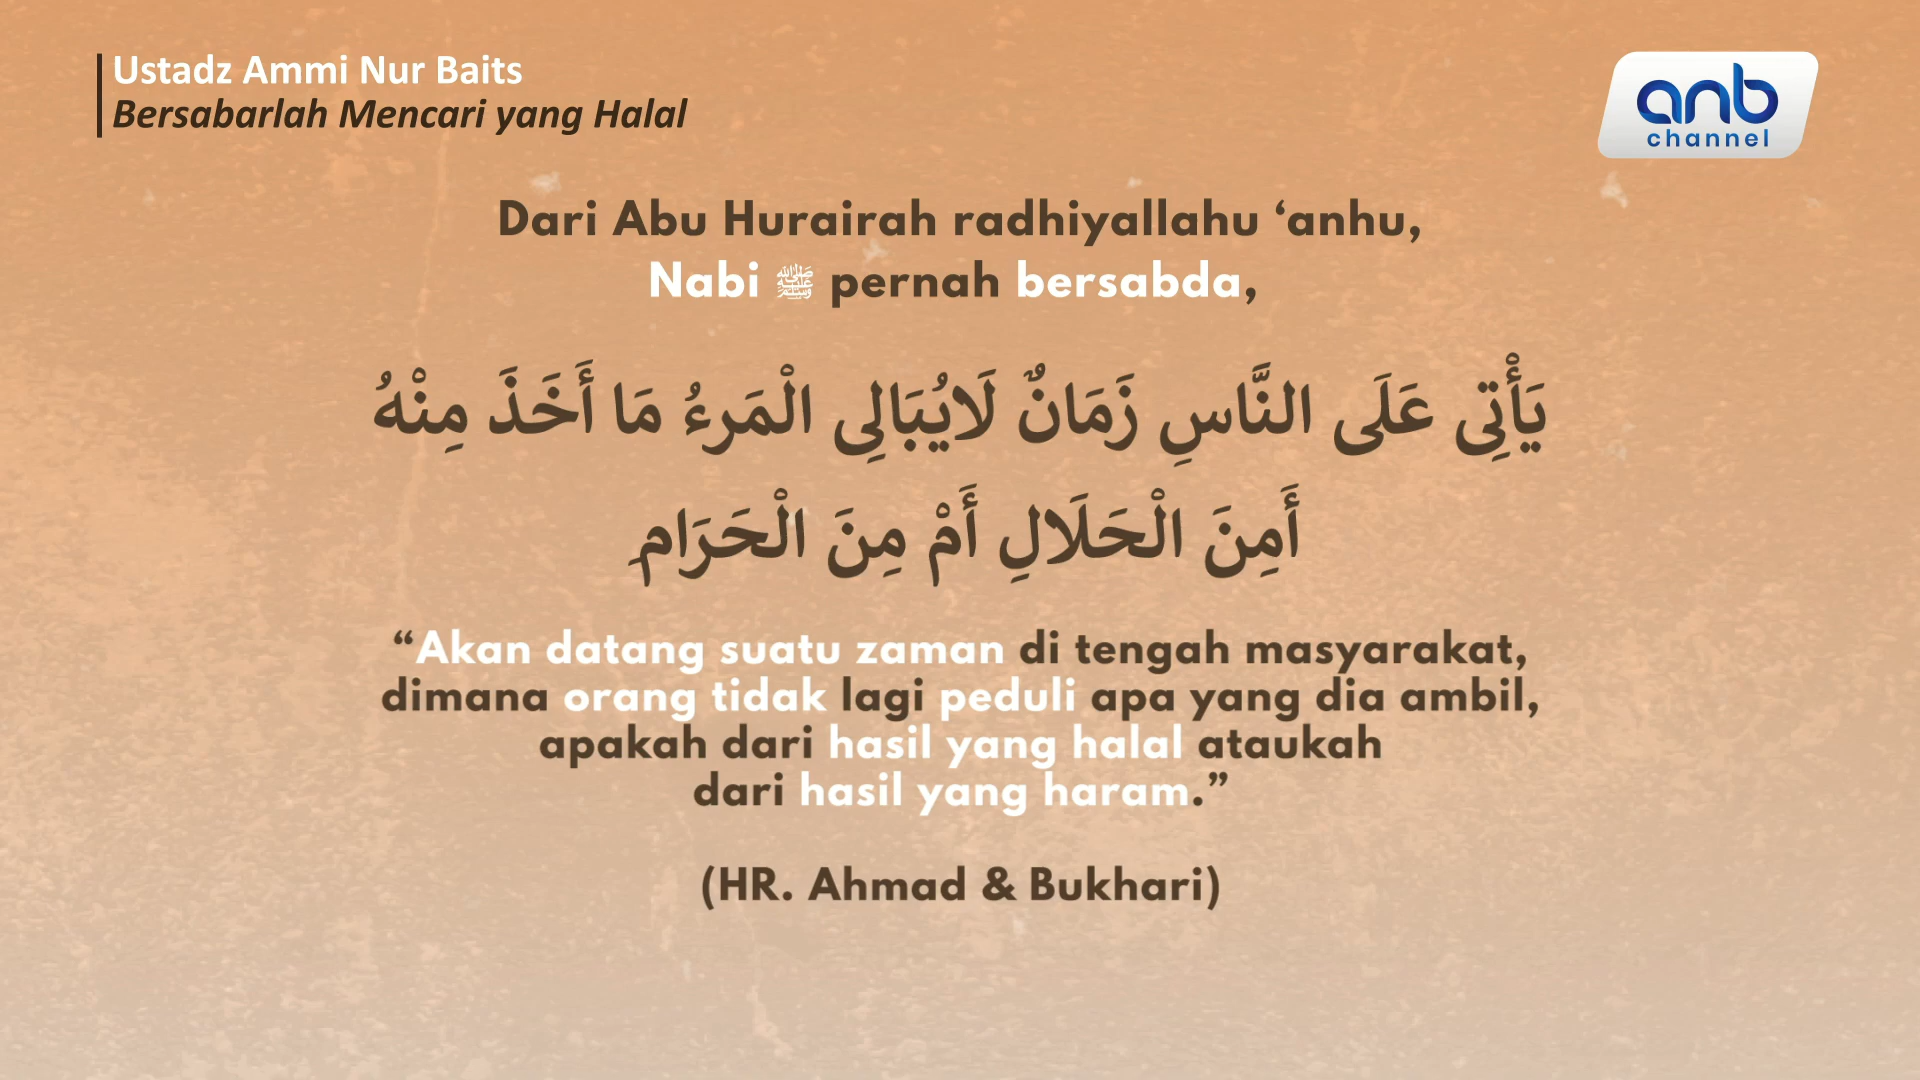 Ustadz Ammi Nur Baits
Bersabarlah Mencari yang Halal
anb
channel
Dari Abu Hurairah radhiyallahu ‘anhu,
Nabi ﷺ pernah bersabda,
يَأْتِى عَلَى النَّاسِ زَمَانٌ لَايُبَالِى الْمَرءُ مَا أَخَذَ مِنْهُ
أَمِنَ الْحَلَالِ أَمْ مِنَ الْحَرَامِ
“Akan datang suatu zaman di tengah masyarakat,
dimana orang tidak lagi peduli apa yang dia ambil,
apakah dari hasil yang halal ataukah
dari hasil yang haram.”
(HR. Ahmad & Bukhari)